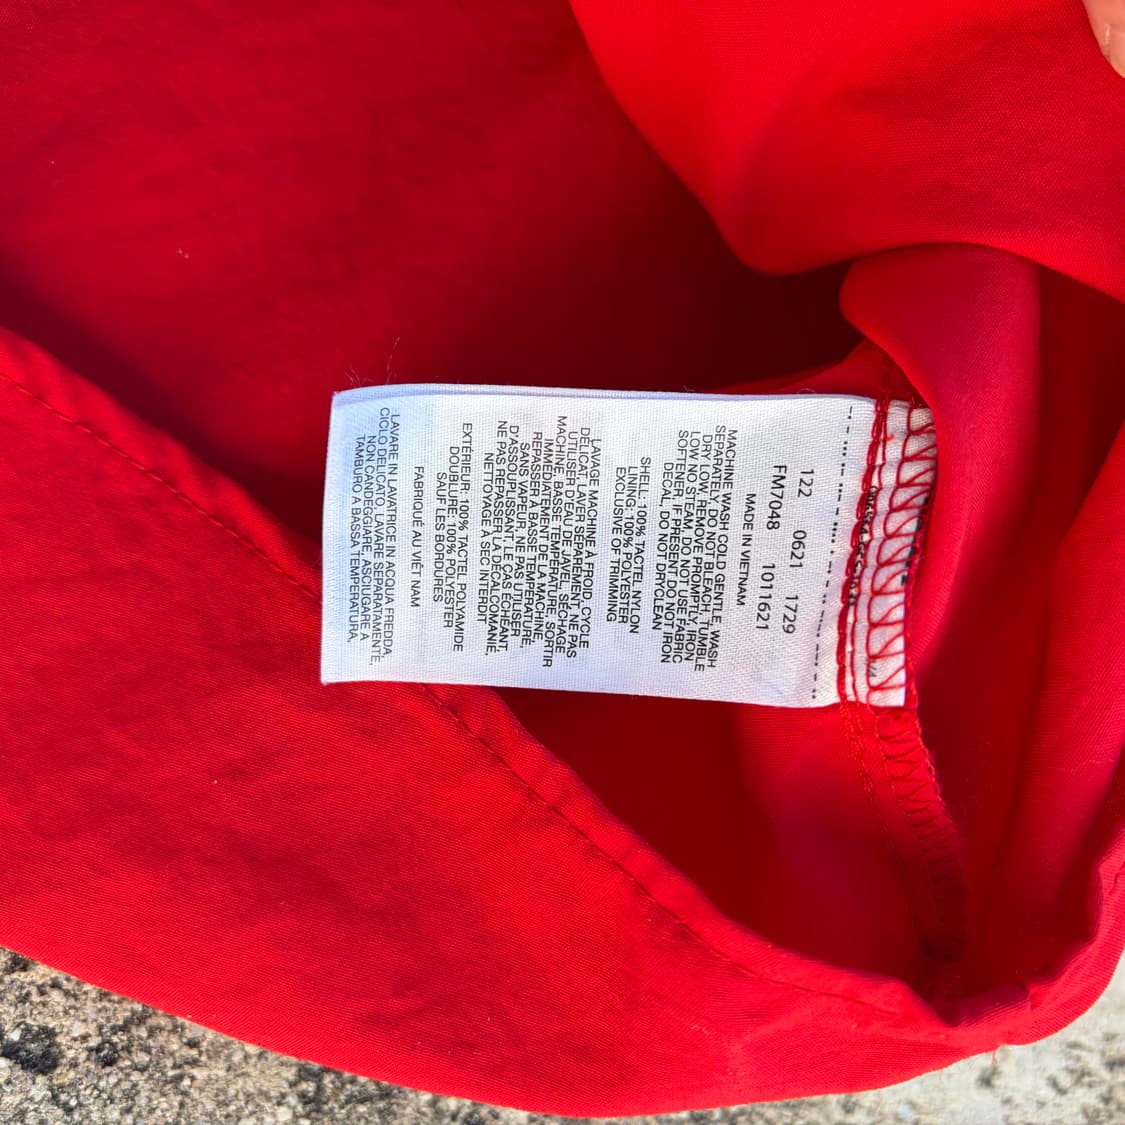 122 0621 1729
FM7048 1011621
MADE IN VIETNAM
MACHINE WASH COLD GENTLE, WASH
SEPARATELY, DO NOT BLEACH, TUMBLE
DRY LOW, REMOVE PROMPTLY, IRON
LOW NO STEAM, DO NOT USE FABRIC
SOFTENER, IF PRESENT DO NOT IRON
DECAL, DO NOT DRYCLEAN
SHELL: 100% TACTEL NYLON
LINING: 100% POLYESTER
EXCLUSIVE OF TRIMMING
LAVAGE MACHINE À FROID, CYCLE
DÉLICAT, LAVER SÉPARÉMENT, NE PAS
UTILISER D'EAU DE JAVEL, SÉCHAGE
MACHINE, BASSE TEMPÉRATURE, SORTIR
IMMÉDIATEMENT DE LA MACHINE,
REPASSER À BASSE TEMPÉRATURE,
SANS VAPEUR, NE PAS UTILISER
D'ASSOUPLISSANT, LE CAS ÉCHÉANT,
NE PAS REPASSER LA DÉCALCOMANIE,
NETTOYAGE À SEC INTERDIT
EXTÉRIEUR: 100% TACTEL POLYAMIDE
DOUBLURE: 100% POLYESTER
SAUF LES BORDURES
FABRIQUÉ AU VIÊT NAM
LAVARE IN LAVATRICE IN ACQUA FREDDA,
CICLO DELICATO, LAVARE SEPARATAMENTE,
NON CANDEGGIARE, ASCIUGARE A
TAMBURO A BASSA TEMPERATURA,